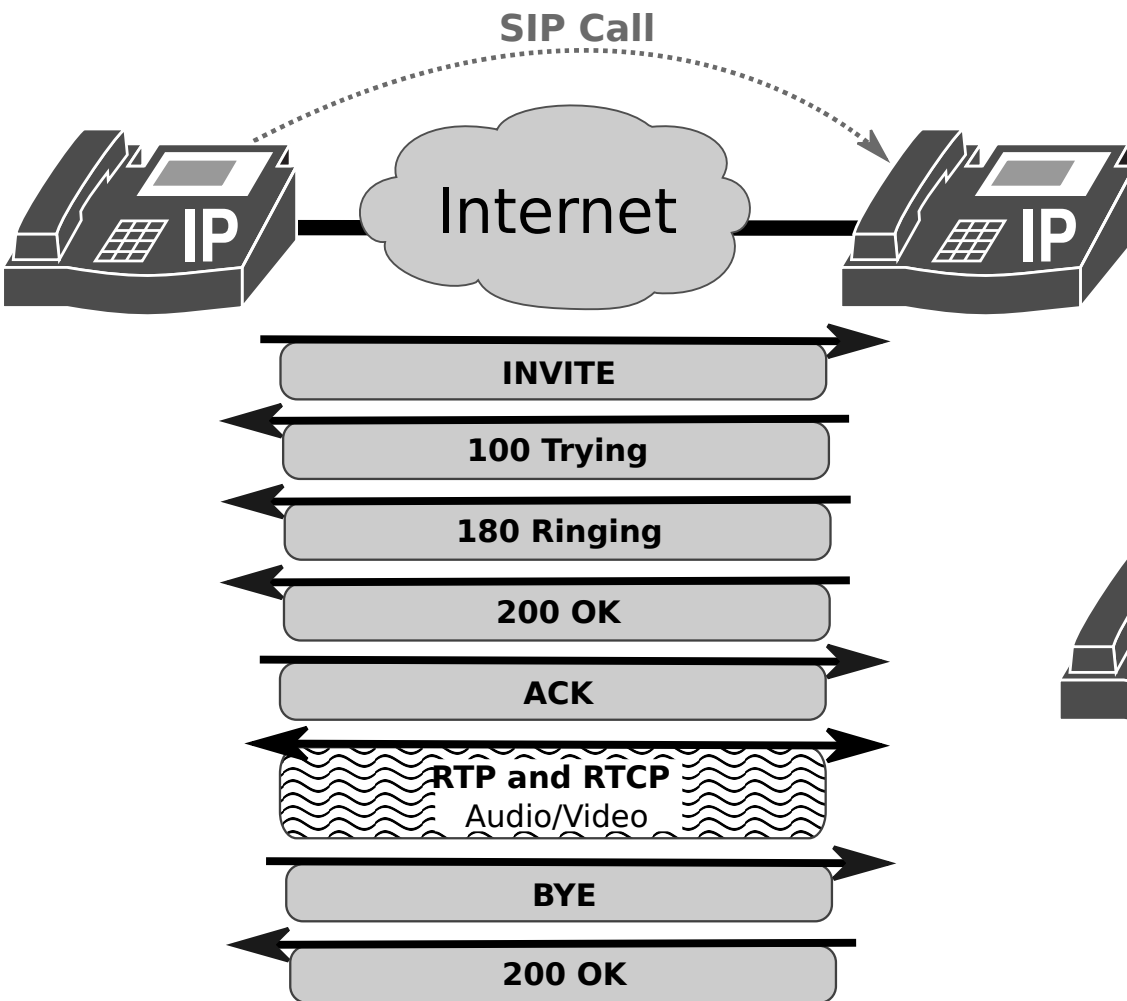 SIP Call
IP
Internet
IP
INVITE
100 Trying
180 Ringing
200 OK
ACK
RTP and RTCP
Audio/Video
BYE
200 OK